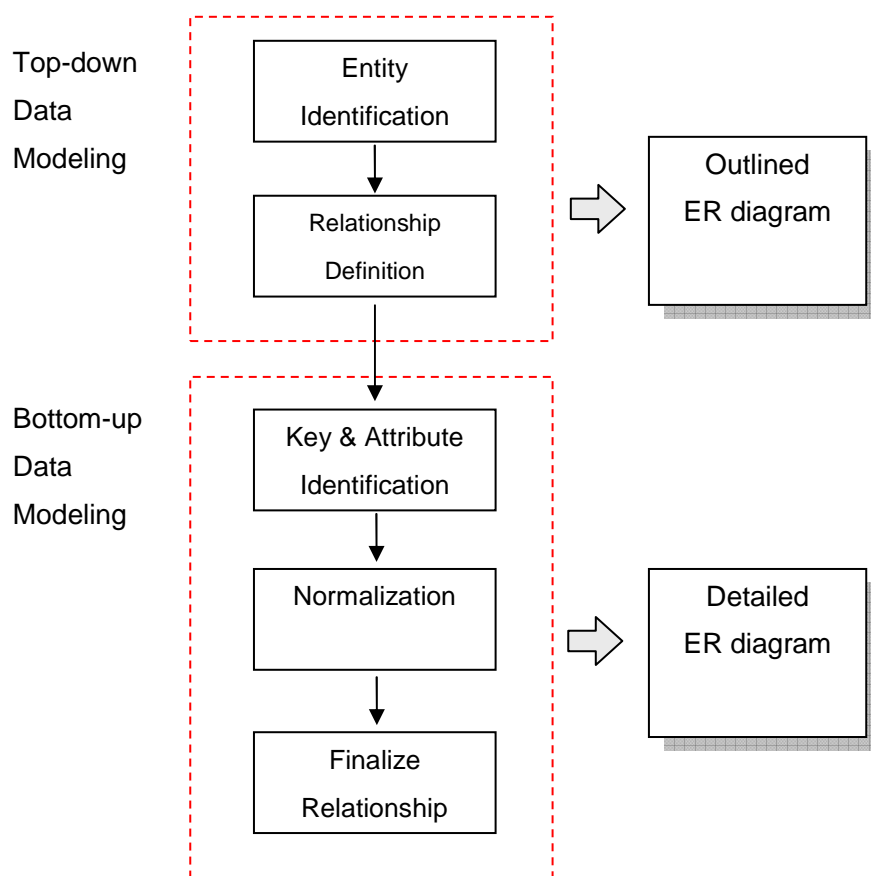 Top-down
Data
Modeling
Entity
Identification
Relationship
Definition
Outlined
ER diagram
Bottom-up
Data
Modeling
Key & Attribute
Identification
Normalization
Finalize
Relationship
Detailed
ER diagram